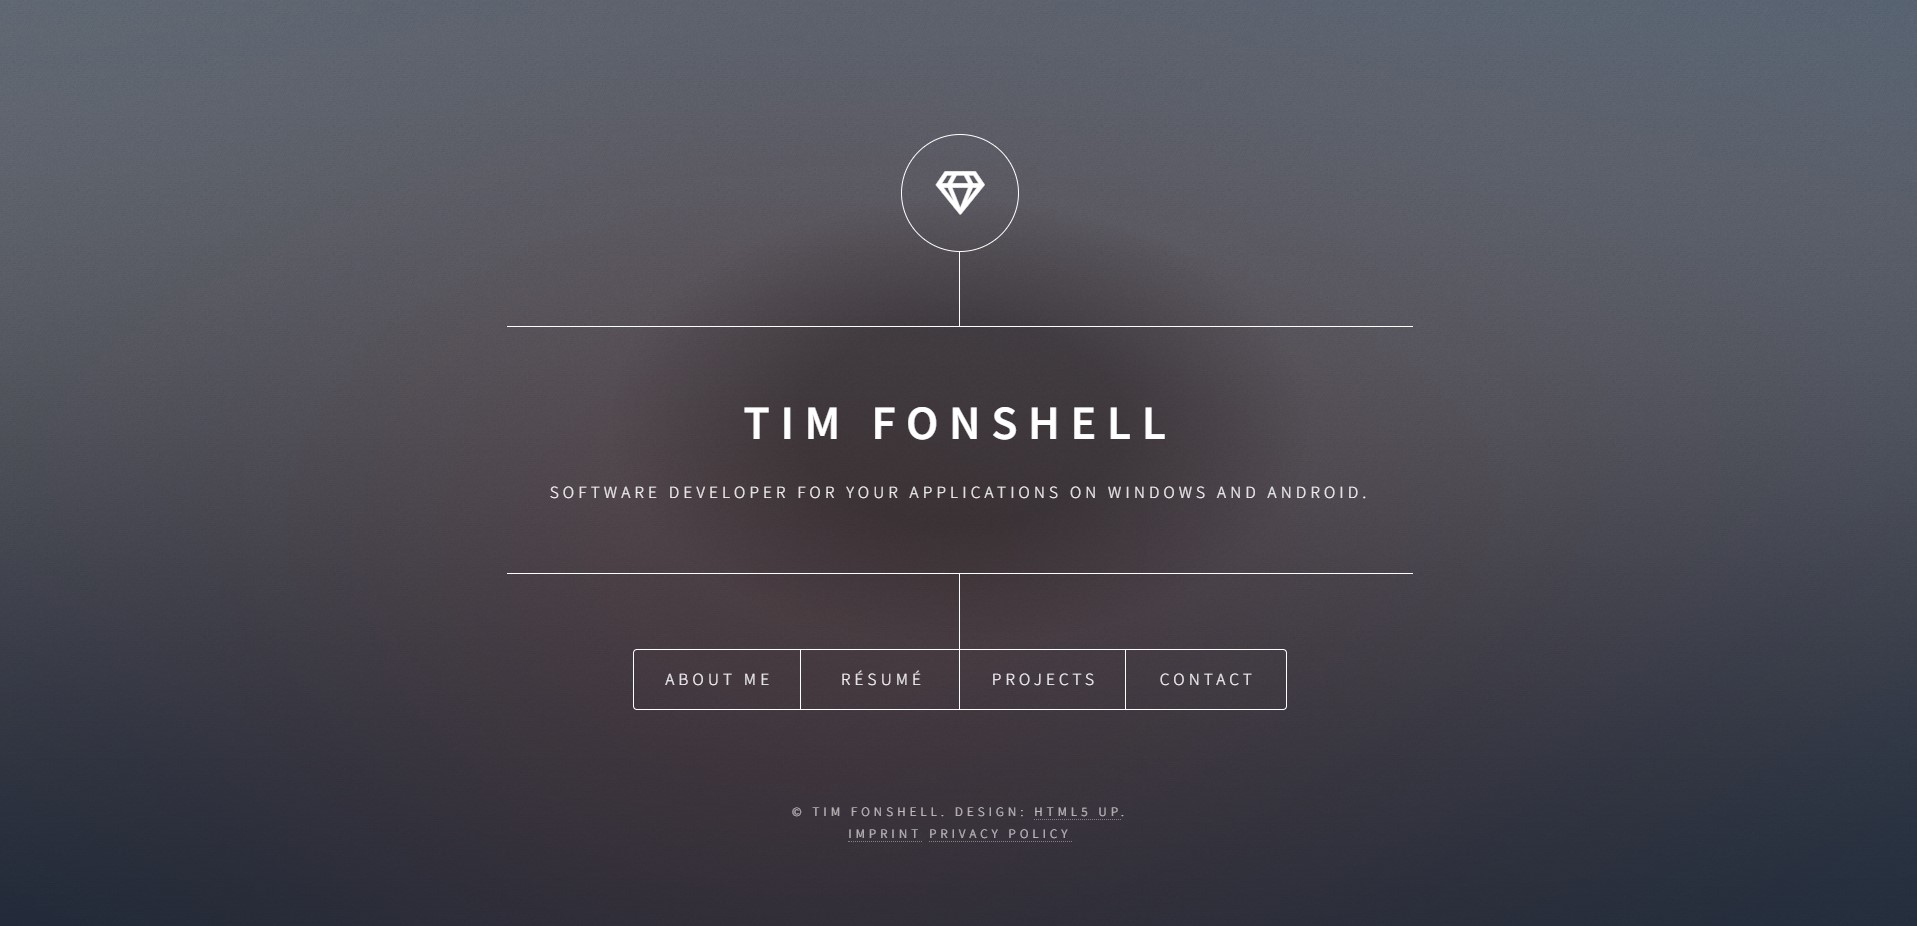 TIM FONSHELL
SOFTWARE DEVELOPER FOR YOUR APPLICATIONS ON WINDOWS AND ANDROID.
ABOUT ME
RÉSUMÉ
PROJECTS
CONTACT
© TIM FONSHELL. DESIGN: HTML5 UP.
IMPRINT PRIVACY POLICY